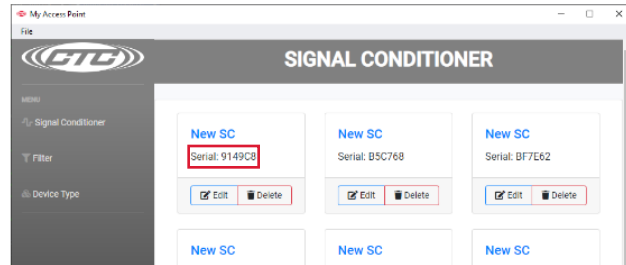 My Access Point
File
CTC
SIGNAL CONDITIONER
MENU
Signal Conditioner
Filter
Device Type
New SC
Serial: 9149C8
Edit
Delete
New SC
Serial: B5C768
Edit
Delete
New SC
Serial: BF7E62
Edit
Delete
New SC
New SC
New SC